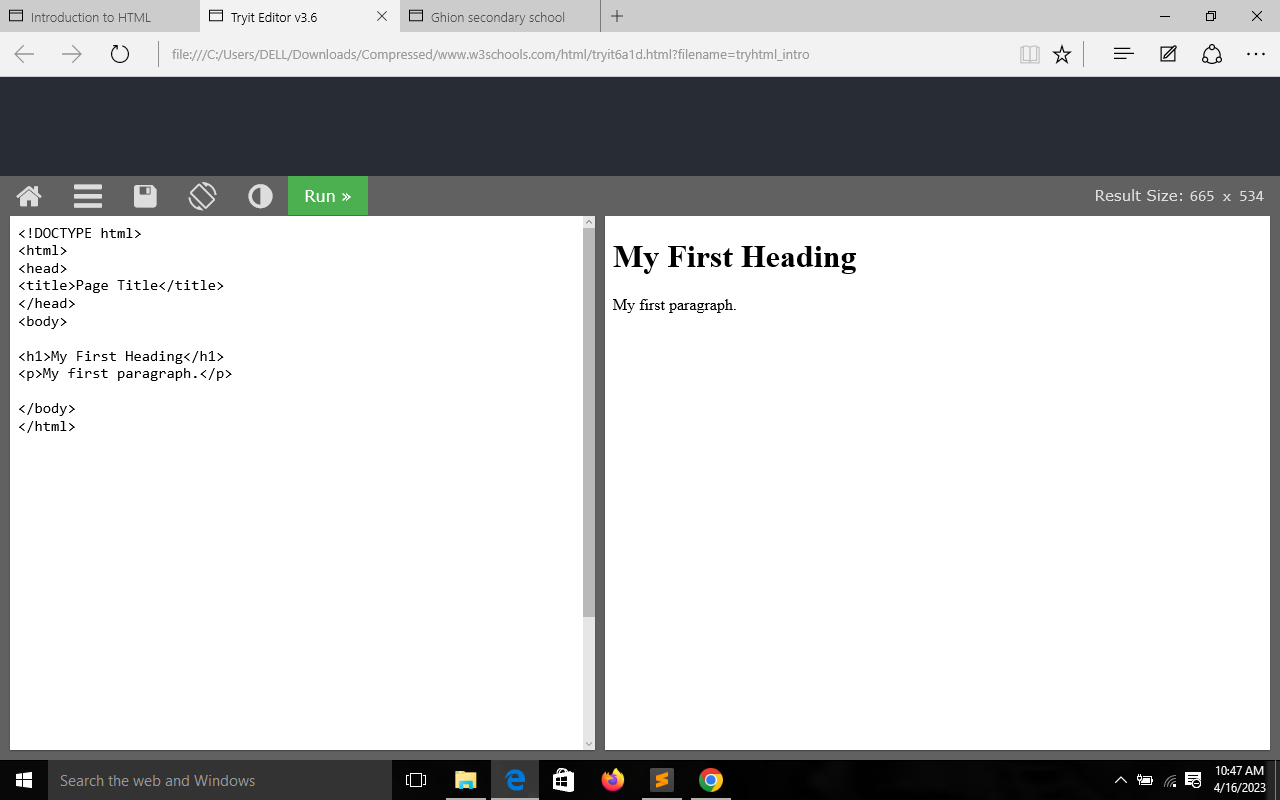 Introduction to HTML
Tryit Editor v3.6
Ghion secondary school
file:///C:/Users/DELL/Downloads/Compressed/www.w3schools.com/html/tryit6a1d.html?filename=tryhtml_intro
Run »
Result Size: 665 x 534
<!DOCTYPE html>
<html>
<head>
<title>Page Title</title>
</head>
<body>
<h1>My First Heading</h1>
<p>My first paragraph.</p>
</body>
</html>
My First Heading
My first paragraph.
Search the web and Windows
10:47 AM
4/16/2023